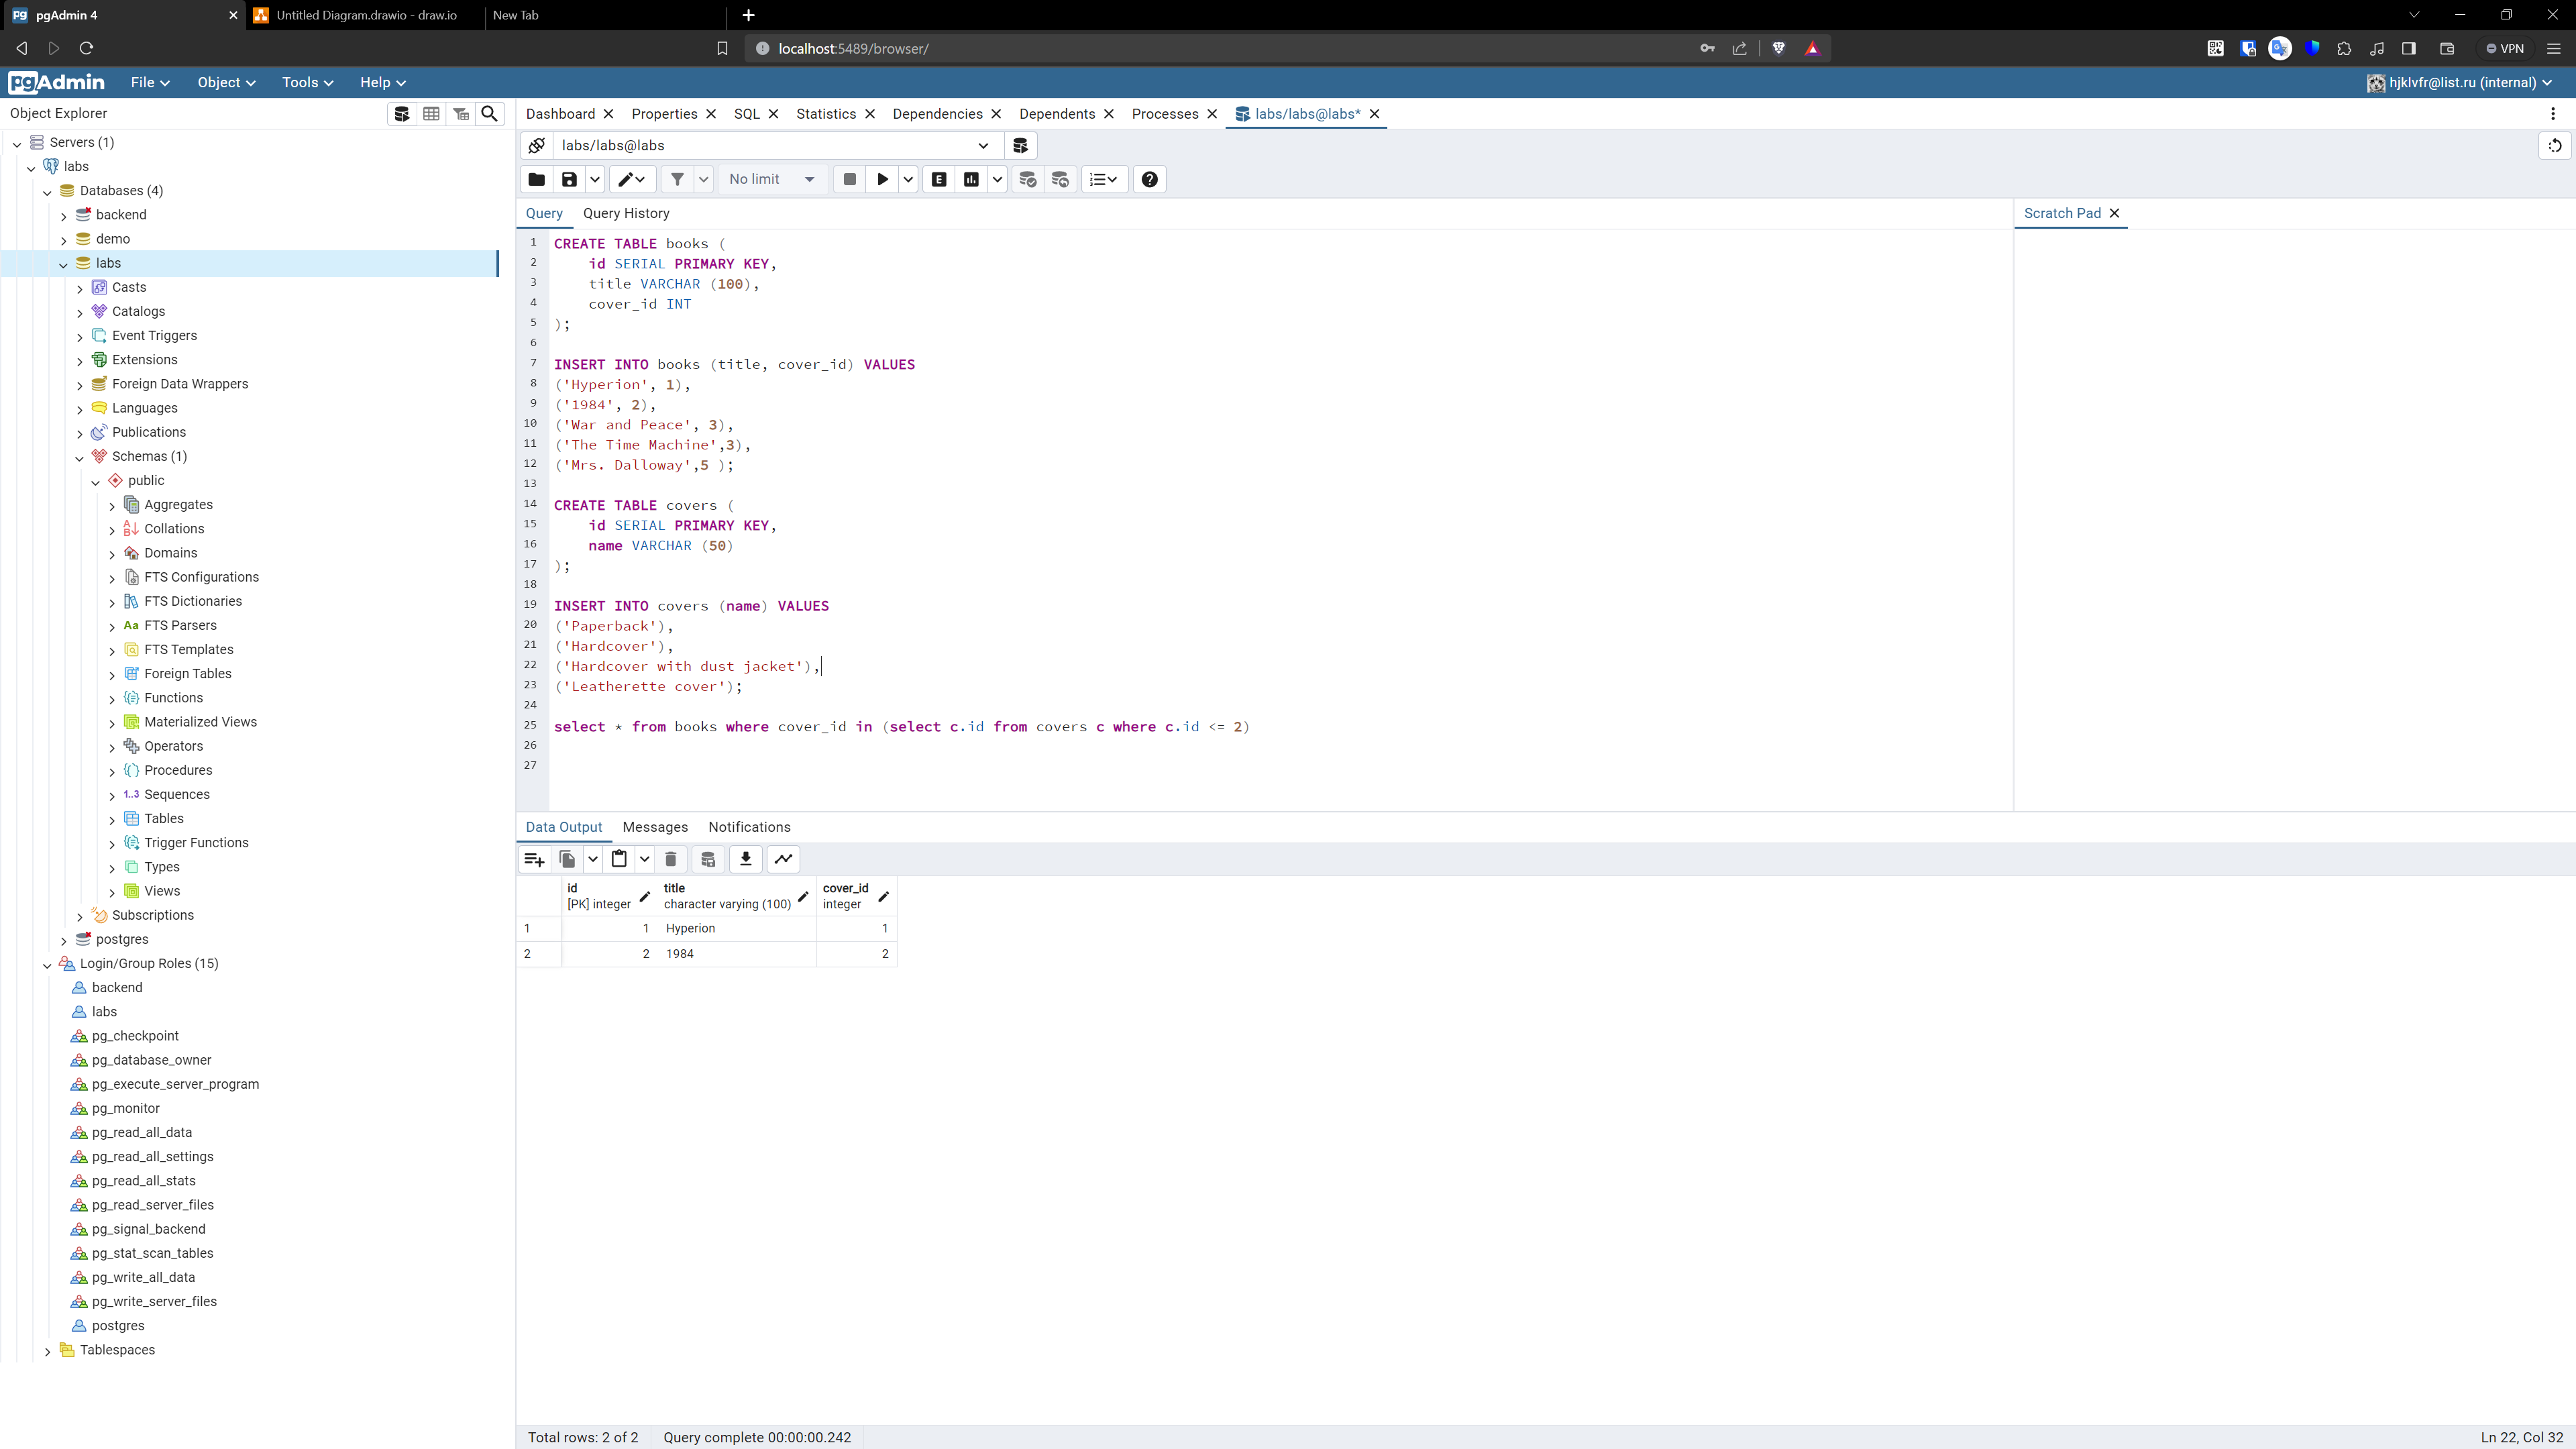 pgAdmin 4
Untitled Diagram.drawio - draw.io
New Tab
localhost:5489/browser/
VPN
pgAdmin
File
Object
Tools
Help
hjklvfr@list.ru (internal)
Object Explorer
Servers (1)
labs
Databases (4)
backend
demo
labs
Casts
Catalogs
Event Triggers
Extensions
Foreign Data Wrappers
Languages
Publications
Schemas (1)
public
Aggregates
Collations
Domains
FTS Configurations
FTS Dictionaries
Aa FTS Parsers
FTS Templates
Foreign Tables
Functions
Materialized Views
Operators
Procedures
1..3 Sequences
Tables
Trigger Functions
Types
Views
Subscriptions
postgres
Login/Group Roles (15)
backend
labs
pg_checkpoint
pg_database_owner
pg_execute_server_program
pg_monitor
pg_read_all_data
pg_read_all_settings
pg_read_all_stats
pg_read_server_files
pg_signal_backend
pg_stat_scan_tables
pg_write_all_data
pg_write_server_files
postgres
Tablespaces
Dashboard
Properties
SQL
Statistics
Dependencies
Dependents
Processes
labs/labs@labs*
labs/labs@labs
No limit
E
Query
Query History
Scratch Pad
1 CREATE TABLE books (
2 id SERIAL PRIMARY KEY,
3 title VARCHAR (100),
4 cover_id INT
5 );
6
7 INSERT INTO books (title, cover_id) VALUES
8 ('Hyperion', 1),
9 ('1984', 2),
10 ('War and Peace', 3),
11 ('The Time Machine',3),
12 ('Mrs. Dalloway',5 );
13
14 CREATE TABLE covers (
15 id SERIAL PRIMARY KEY,
16 name VARCHAR (50)
17 );
18
19 INSERT INTO covers (name) VALUES
20 ('Paperback'),
21 ('Hardcover'),
22 ('Hardcover with dust jacket'),
23 ('Leatherette cover');
24
25 select * from books where cover_id in (select c.id from covers c where c.id <= 2)
26
27
Data Output
Messages
Notifications
id
[PK] integer
title
character varying (100)
cover_id
integer
1 1 Hyperion 1
2 2 1984 2
Total rows: 2 of 2
Query complete 00:00:00.242
Ln 22, Col 32